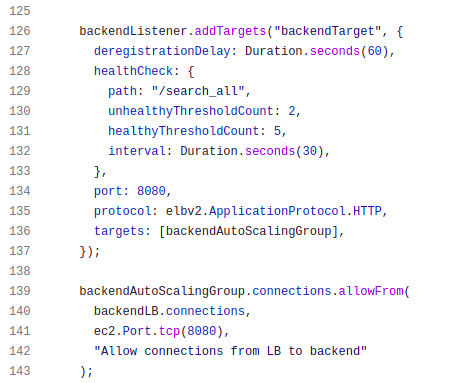 125
126 backendListener.addTargets("backendTarget", {
127 deregistrationDelay: Duration.seconds(60),
128 healthCheck: {
129 path: "/search_all",
130 unhealthyThresholdCount: 2,
131 healthyThresholdCount: 5,
132 interval: Duration.seconds(30),
133 },
134 port: 8080,
135 protocol: elbv2.ApplicationProtocol.HTTP,
136 targets: [backendAutoScalingGroup],
137 });
138
139 backendAutoScalingGroup.connections.allowFrom(
140 backendLB.connections,
141 ec2.Port.tcp(8080),
142 "Allow connections from LB to backend"
143 );